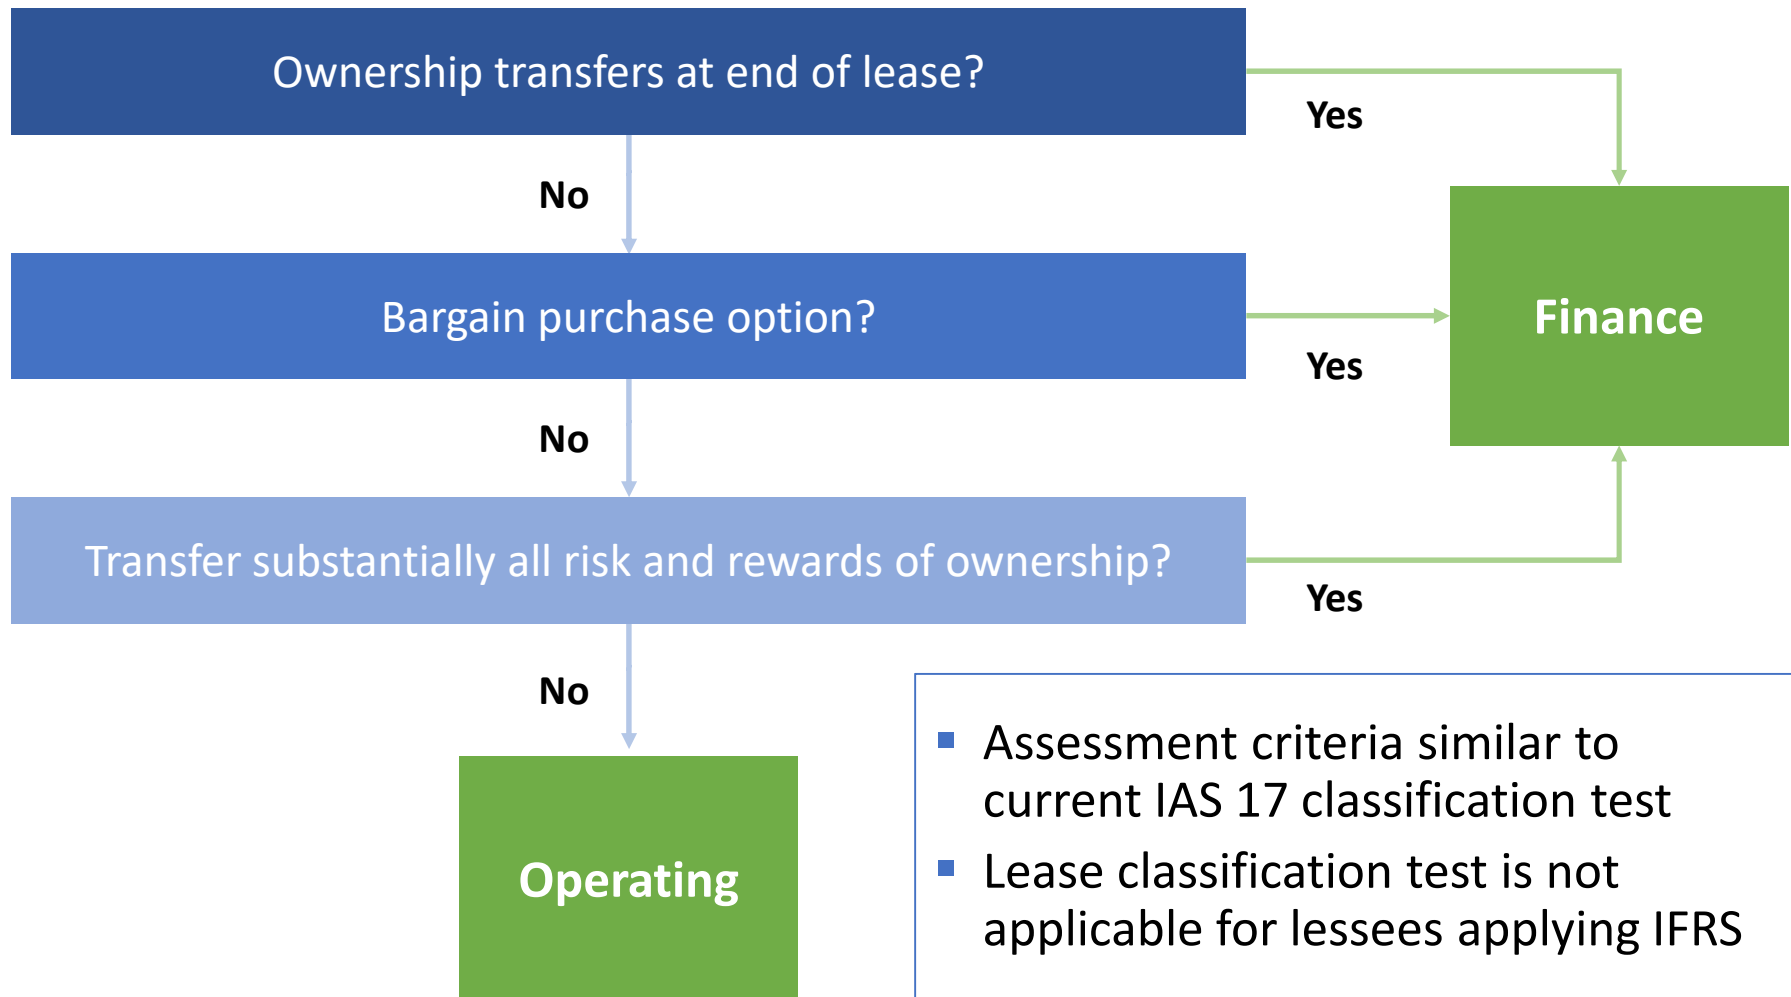 Ownership transfers at end of lease?
Yes
No
Bargain purchase option?
Finance
Yes
No
Transfer substantially all risk and rewards of ownership?
Yes
No
▪ Assessment criteria similar to
current IAS 17 classification test
▪ Lease classification test is not
applicable for lessees applying IFRS
Operating